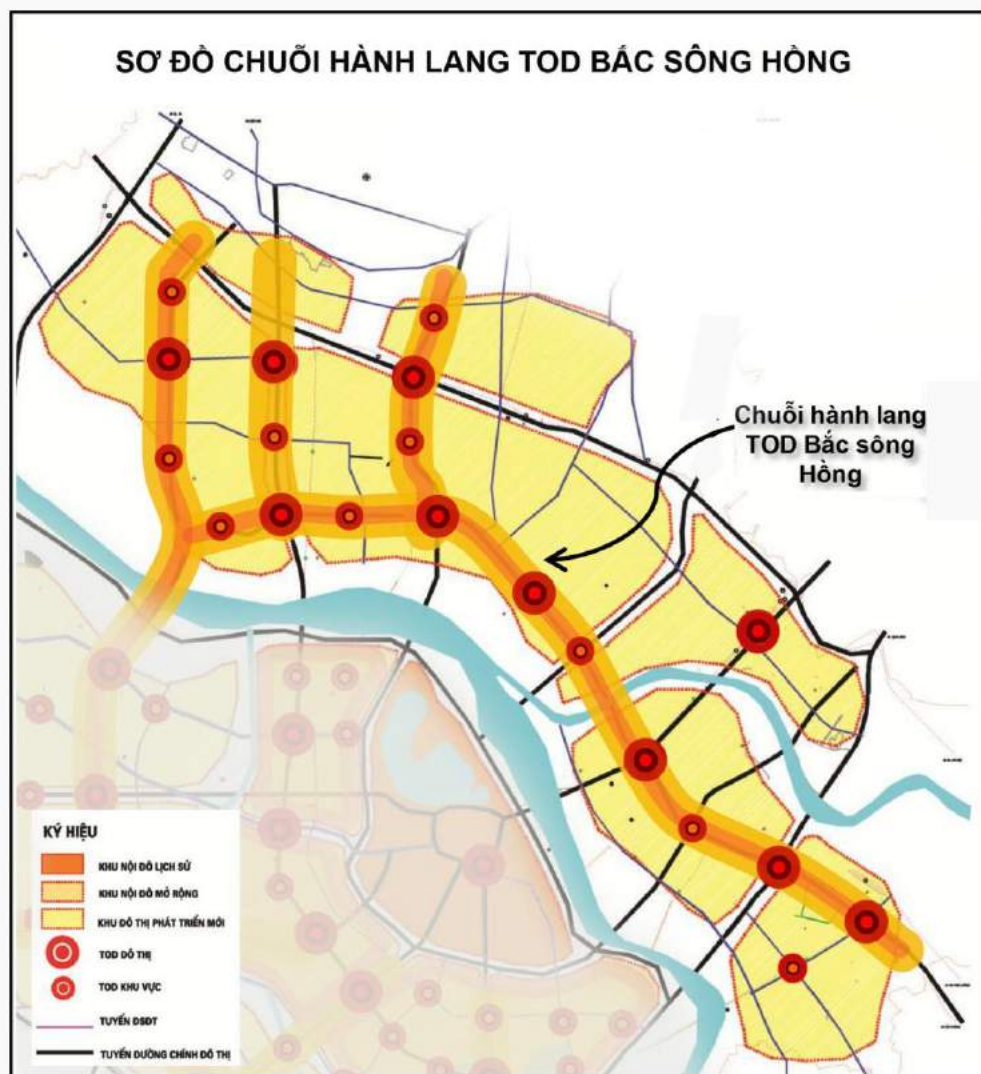 SƠ ĐỒ CHUỖI HÀNH LANG TOD BẮC SÔNG HỒNG
Chuỗi hành lang
TOD Bắc sông
Hồng
KÝ HIỆU
KHU NỘI ĐÔ LỊCH SỬ
KHU NỘI ĐÔ MỞ RỘNG
KHU ĐÔ THỊ PHÁT TRIỂN MỚI
TOD ĐÔ THỊ
TOD KHU VỰC
TUYẾN ĐSĐT
TUYẾN ĐƯỜNG CHÍNH ĐÔ THỊ